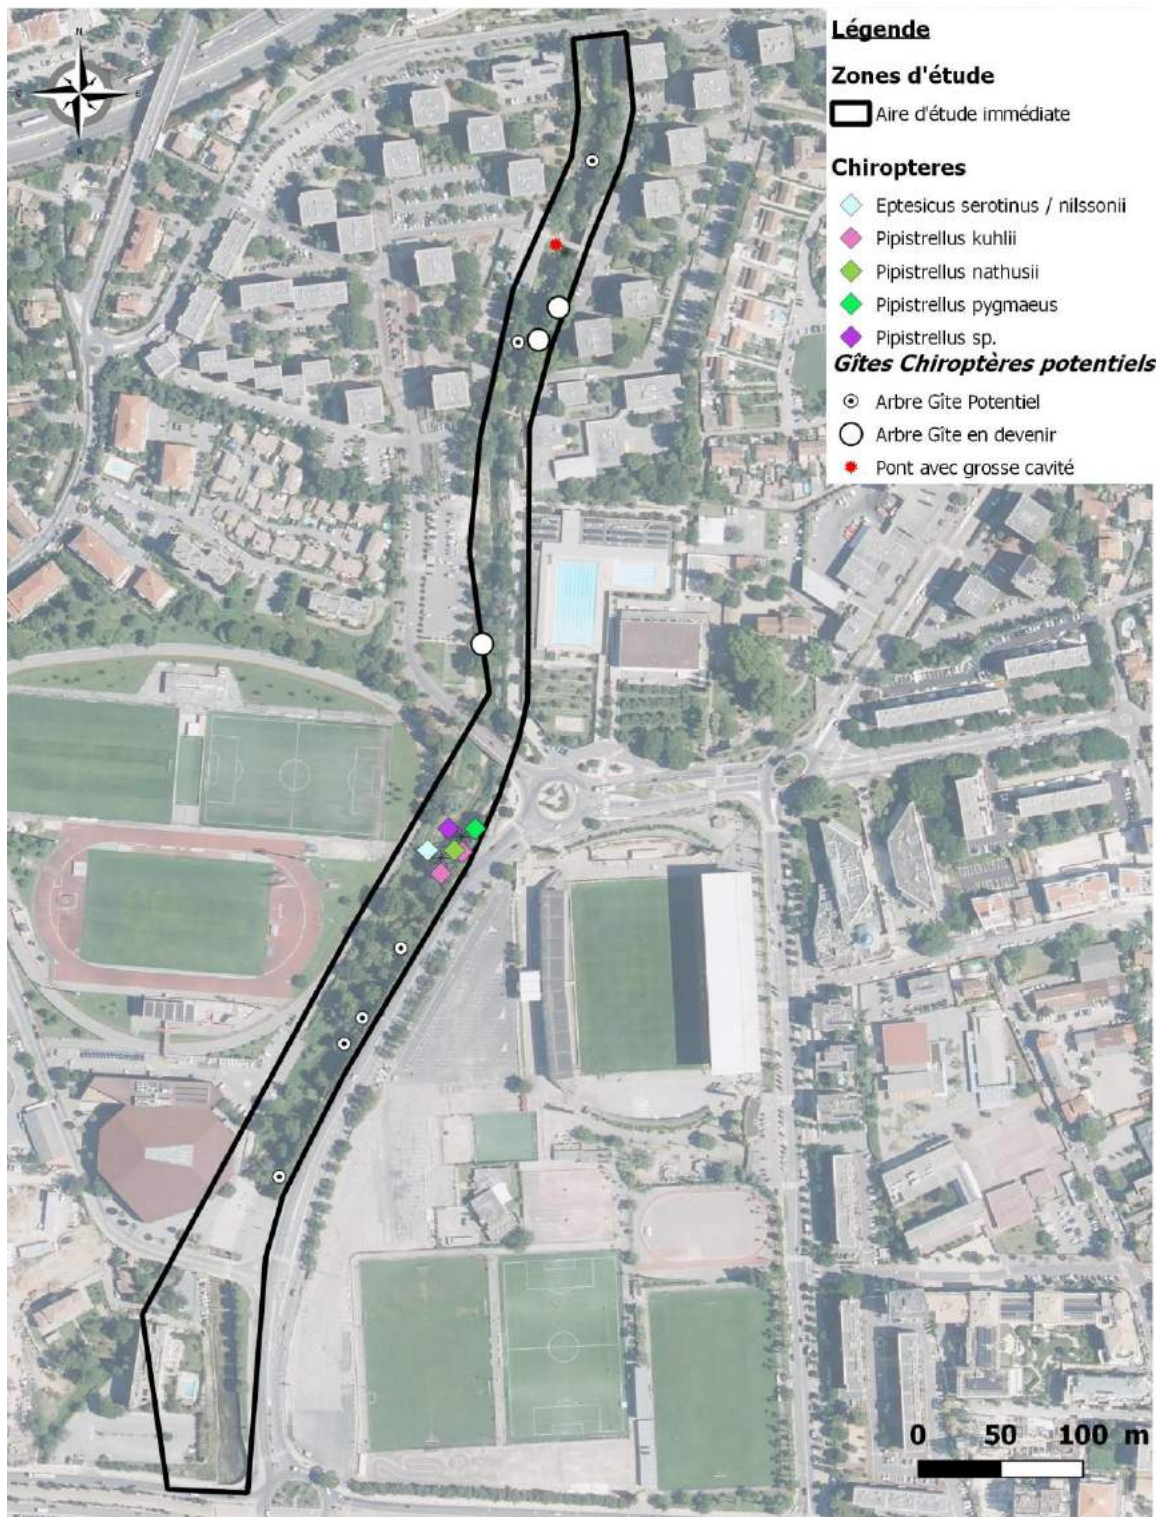 N
Légende
Zones d'étude
Aire d'étude immédiate
Chiropteres
Eptesicus serotinus / nilssonii
Pipistrellus kuhlii
Pipistrellus nathusii
Pipistrellus pygmaeus
Pipistrellus sp.
Gîtes Chiroptères potentiels
Arbre Gîte Potentiel
Arbre Gîte en devenir
Pont avec grosse cavité
0 50 100 m